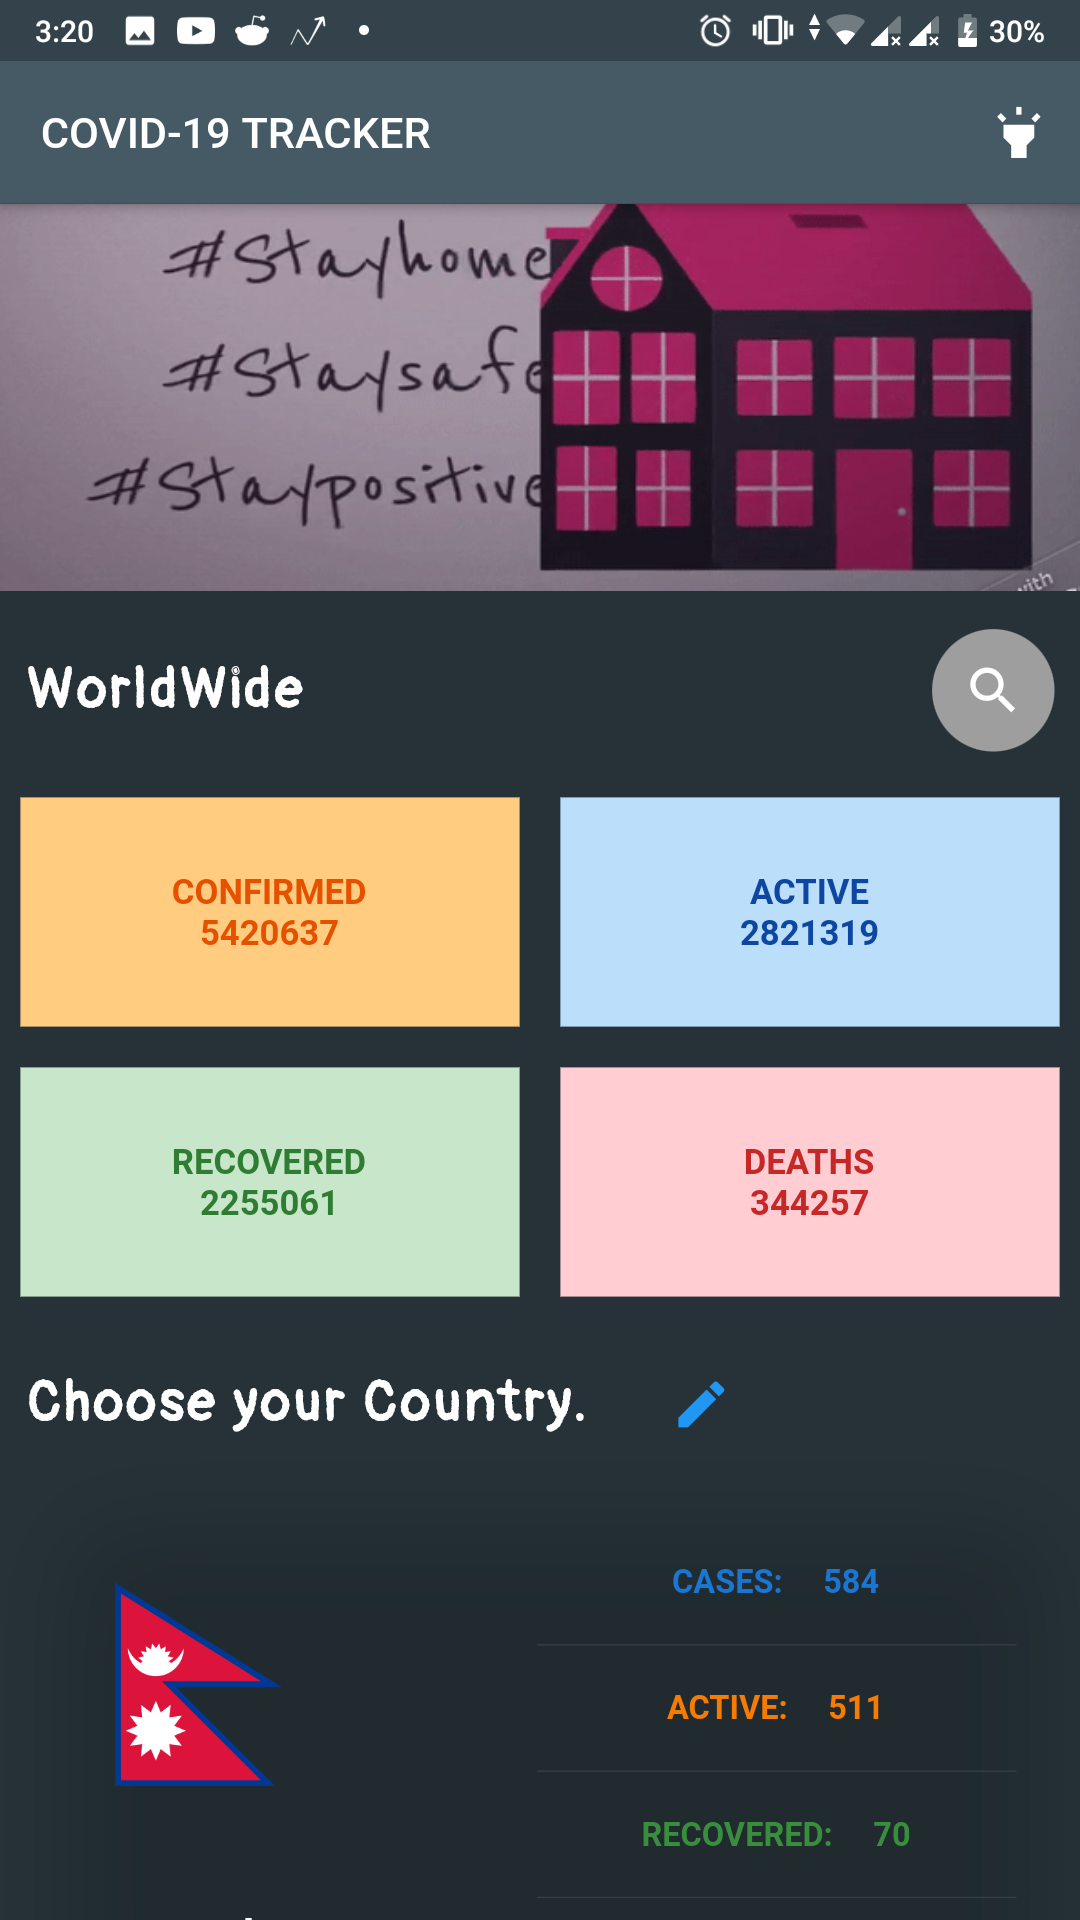 3:20
30%
COVID-19 TRACKER
#Stayhome
#Staysafe
#Staypositive
with
WorldWide
CONFIRMED
5420637
ACTIVE
2821319
RECOVERED
2255061
DEATHS
344257
Choose your Country.
CASES: 584
ACTIVE: 511
RECOVERED: 70